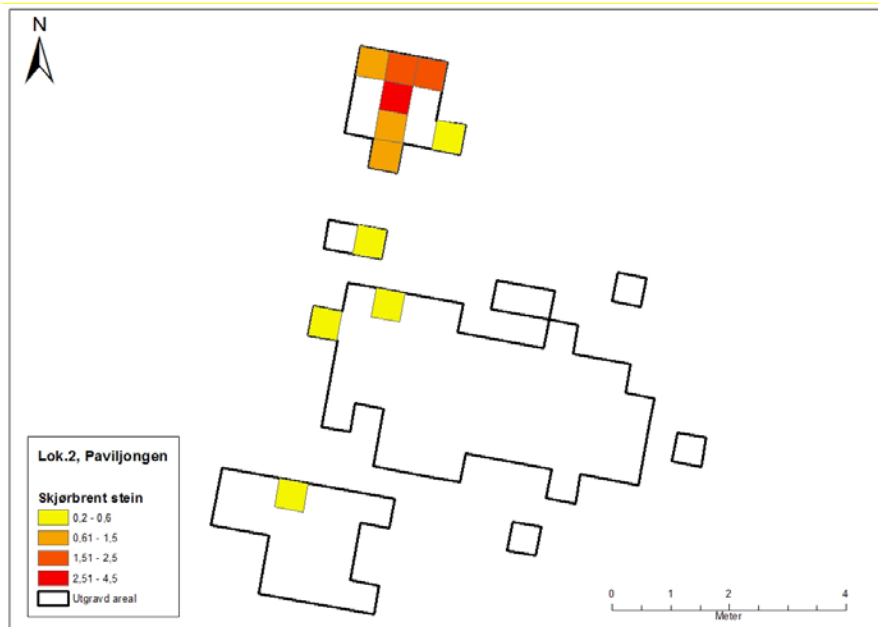 N
Lok.2, Paviljongen
Skjørbrent stein
0,2 - 0,6
0,61 - 1,5
1,51 - 2,5
2,51 - 4,5
Utgravd areal
0 1 2 4
Meter